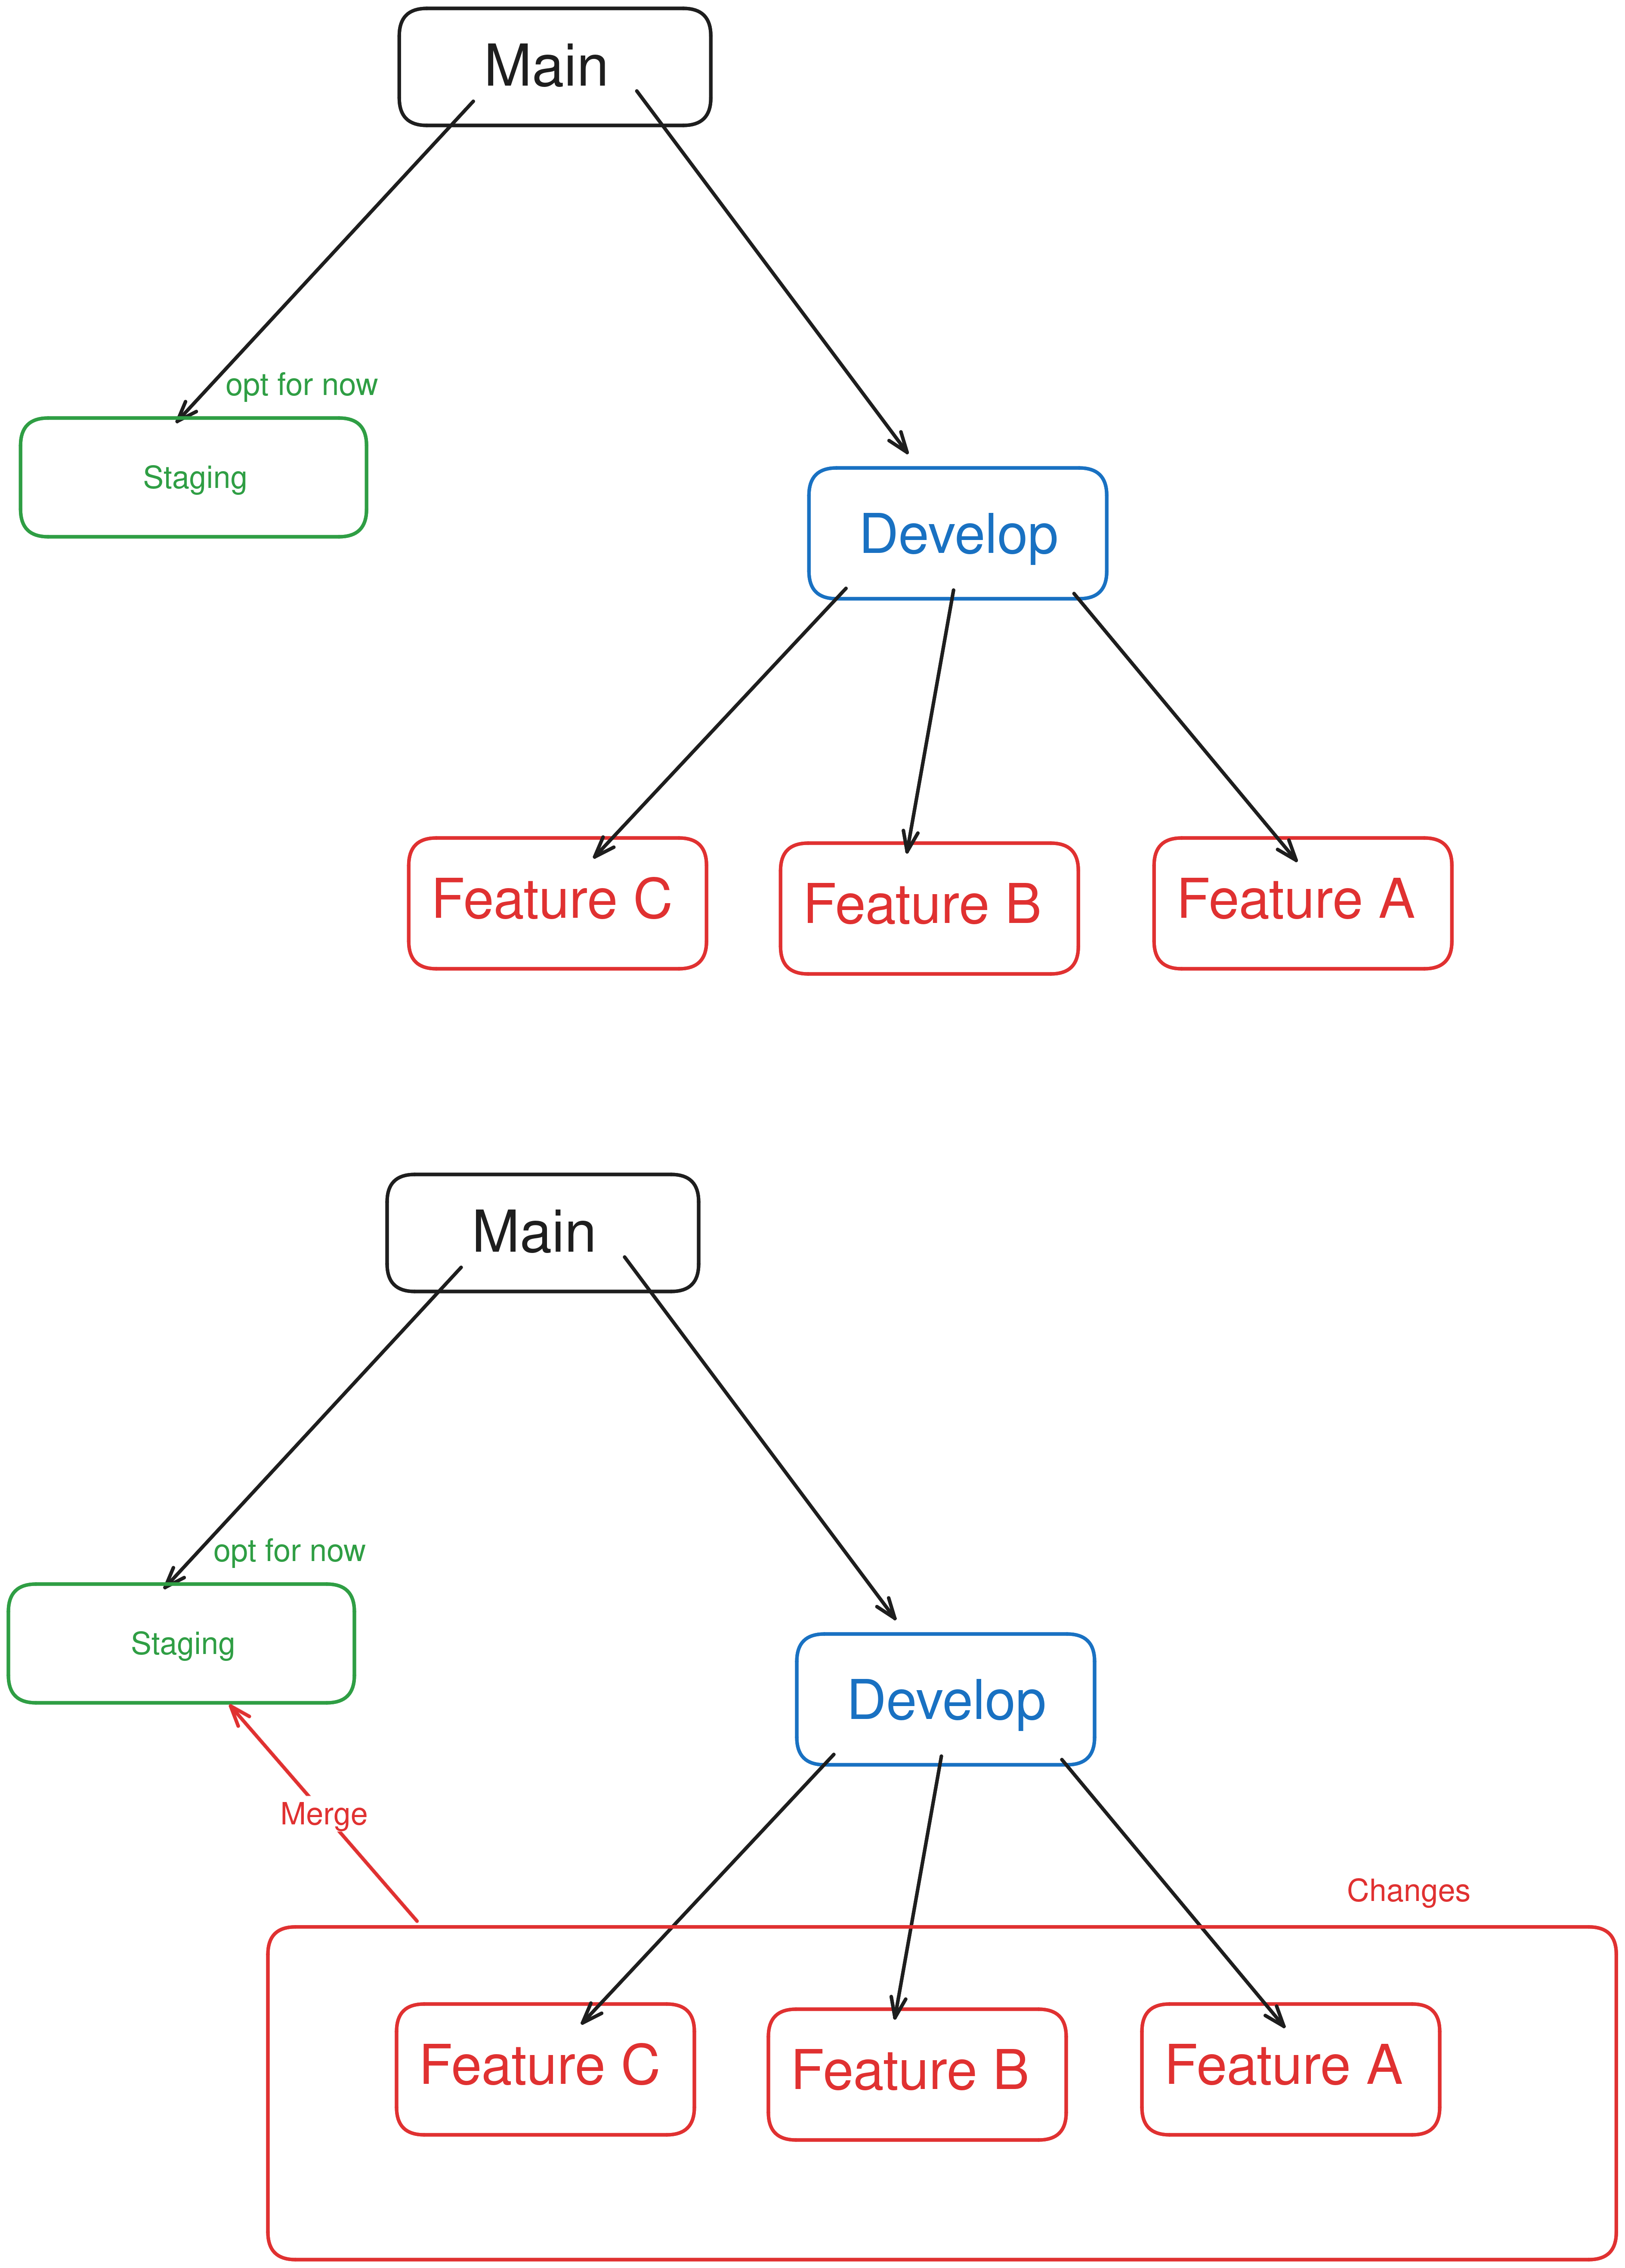 Main
opt for now
Staging
Develop
Feature C
Feature B
Feature A
Main
opt for now
Staging
Develop
Merge
Changes
Feature C
Feature B
Feature A